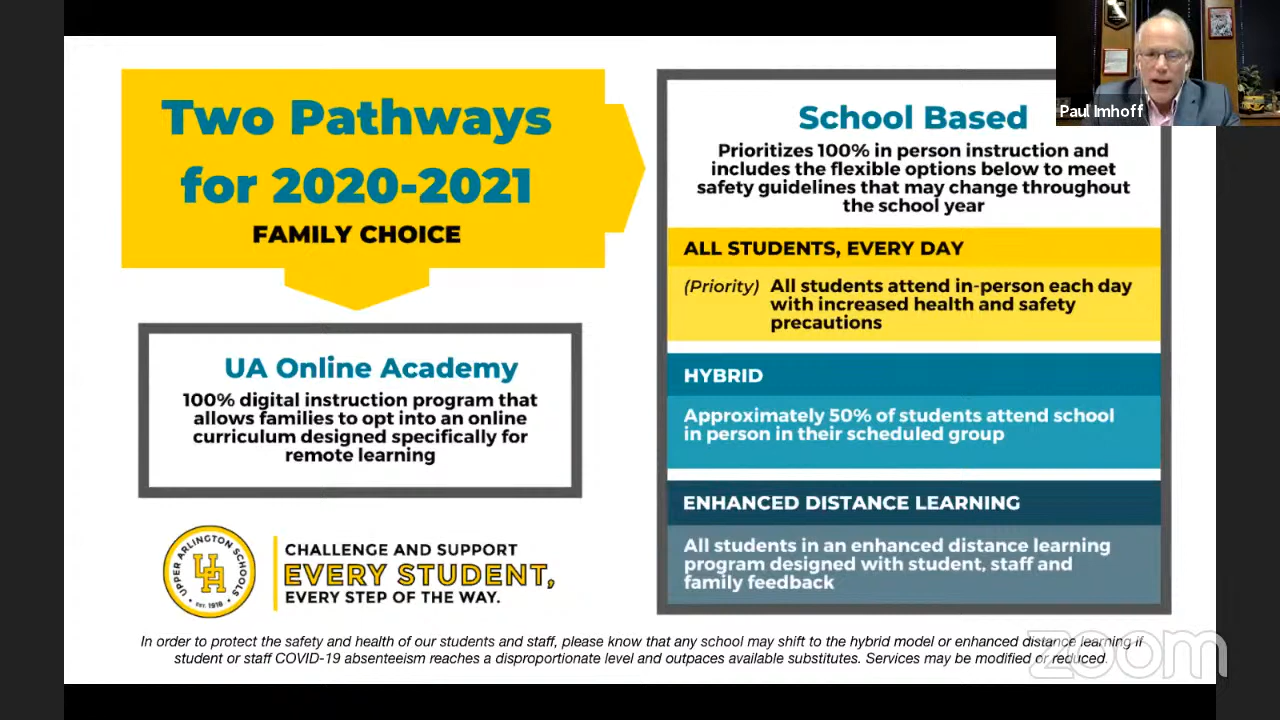 Two Pathways
for 2020-2021
FAMILY CHOICE
UA Online Academy
100% digital instruction program that
allows families to opt into an online
curriculum designed specifically for
remote learning
UPPER ARLINGTON SCHOOLS
UA
EST. 1918
CHALLENGE AND SUPPORT
EVERY STUDENT,
EVERY STEP OF THE WAY.
School Based
Prioritizes 100% in person instruction and
includes the flexible options below to meet
safety guidelines that may change throughout
the school year
ALL STUDENTS, EVERY DAY
(Priority) All students attend in-person each day
with increased health and safety
precautions
HYBRID
Approximately 50% of students attend school
in person in their scheduled group
ENHANCED DISTANCE LEARNING
All students in an enhanced distance learning
program designed with student, staff and
family feedback
In order to protect the safety and health of our students and staff, please know that any school may shift to the hybrid model or enhanced distance learning if
student or staff COVID-19 absenteeism reaches a disproportionate level and outpaces available substitutes. Services may be modified or reduced.
Paul Imhoff
zoom